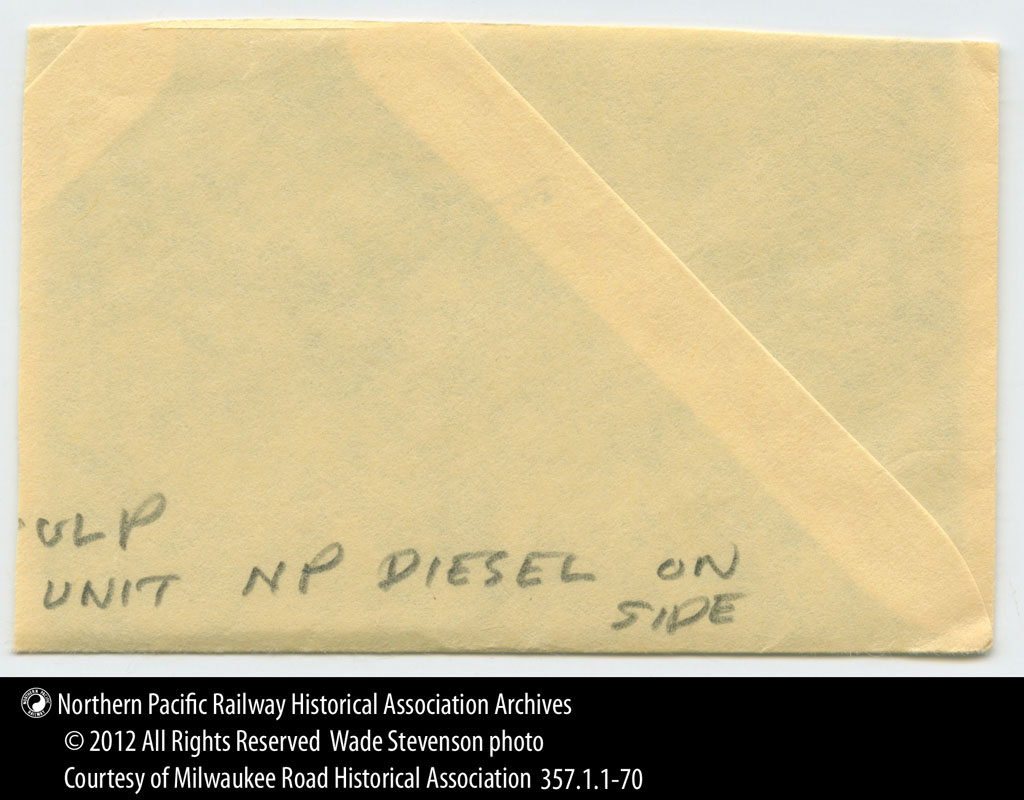 ULP
UNIT NP DIESEL ON
SIDE
Northern Pacific Railway Historical Association Archives
© 2012 All Rights Reserved Wade Stevenson photo
Courtesy of Milwaukee Road Historical Association 357.1.1-70